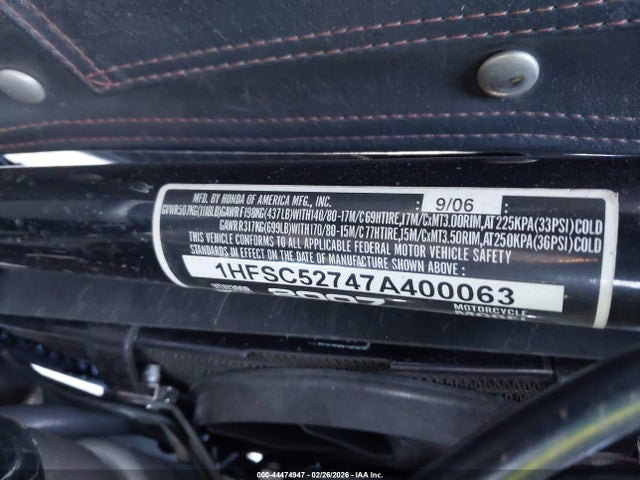 MFD. BY HONDA OF AMERICA MFG., INC. 9/06
GVWR507KG(1118LB)GAWRF198KG(437LB)WITH140/80-17M/C69HTIRE,17M/CxMT3.00RIM,AT225KPA(33PSI)COLD
GAWRR317KG(699LB)WITH170/80-15M/C77HTIRE,15M/CxMT3.50RIM,AT250KPA(36PSI)COLD
THIS VEHICLE CONFORMS TO ALL APPLICABLE FEDERAL MOTOR VEHICLE SAFETY
STANDARDS IN EFFECT ON THE DATE OF MANUFACTURE SHOWN ABOVE.
1HFSC52747A400063
2007 MOTORCYCLE
000-44474947 - 02/26/2026 - IAA Inc.